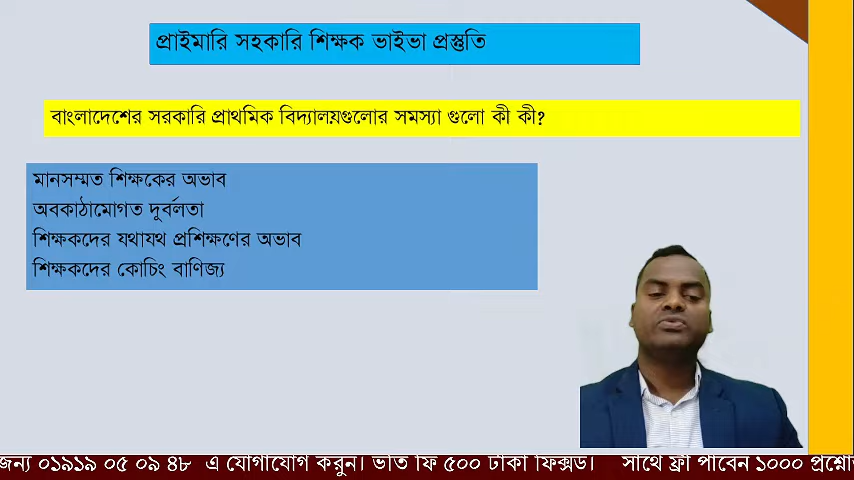 প্রাইমারি সহকারি শিক্ষক ভাইভা প্রস্তুতি
বাংলাদেশের সরকারি প্রাথমিক বিদ্যালয়গুলোর সমস্যা গুলো কী কী?
মানসম্মত শিক্ষকের অভাব
অবকাঠামোগত দুর্বলতা
শিক্ষকদের যথাযথ প্রশিক্ষণের অভাব
শিক্ষকদের কোচিং বাণিজ্য
জন্য ০১৯১৯ ০৫ ০৯ ৪৮ এ যোগাযোগ করুন। ভর্তি ফি ৫০০ টাকা ফিক্সড। সাথে ফ্রী পাবেন ১০০০